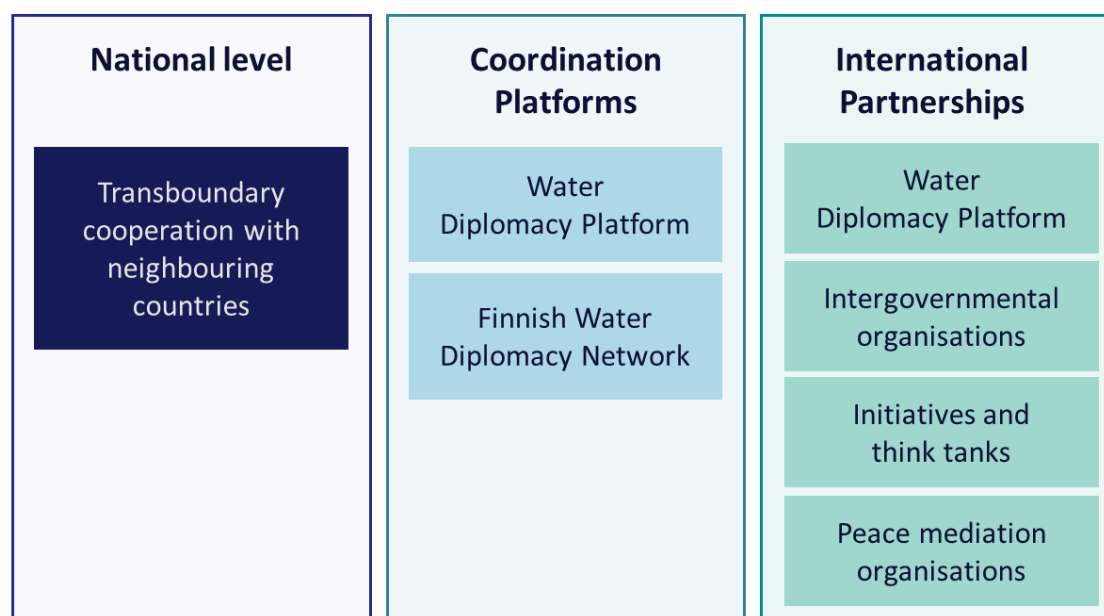 National level
Transboundary
cooperation with
neighbouring
countries
Coordination
Platforms
Water
Diplomacy Platform
Finnish Water
Diplomacy Network
International
Partnerships
Water
Diplomacy Platform
Intergovernmental
organisations
Initiatives and
think tanks
Peace mediation
organisations